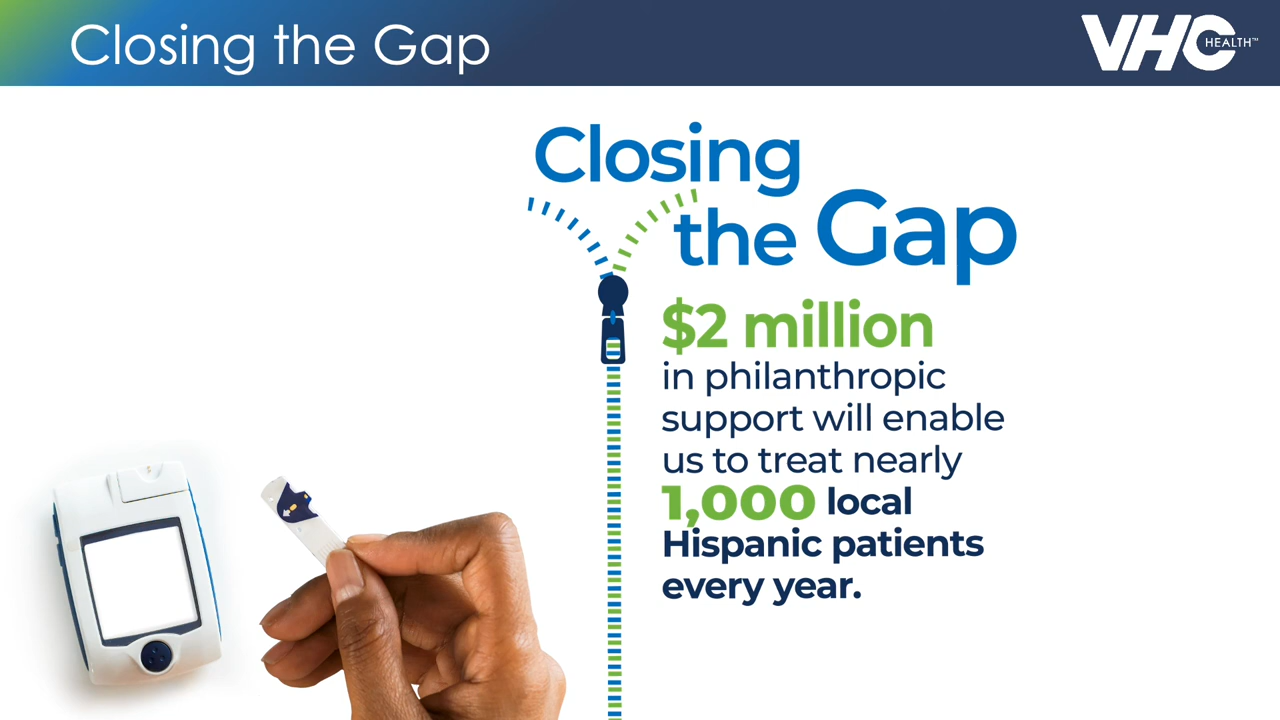 Closing the Gap
VHC HEALTH™
Closing
the Gap
$2 million
in philanthropic
support will enable
us to treat nearly
1,000 local
Hispanic patients
every year.